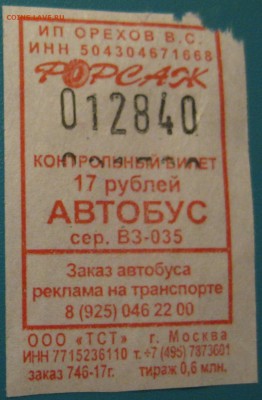 ИП ОРЕХОВ В.С.
ИНН 504304671668
ФОРСАЖ
012840
КОНТРОЛЬНЫЙ БИЛЕТ
17 рублей
АВТОБУС
сер. ВЗ-035
Заказ автобуса
реклама на транспорте
8 (925) 046 22 00
ООО «ТСТ» г. Москва
ИНН 7715236110 т.+7 (495) 7873601
заказ 746-17г. тираж 0,6 млн.